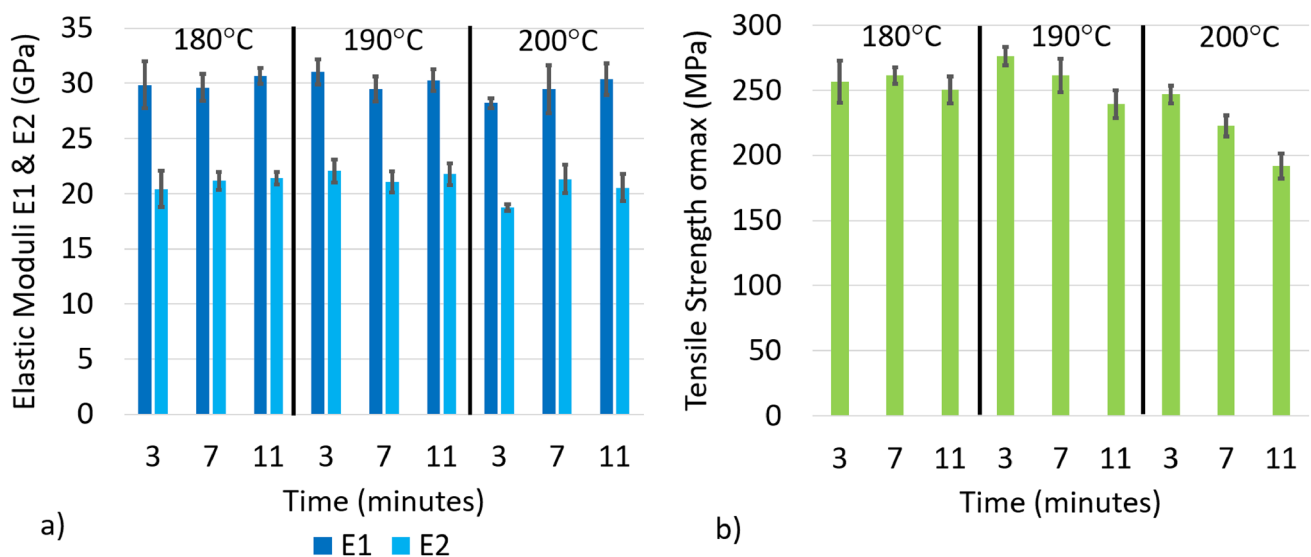 Elastic Moduli E1 & E2 (GPa)
35
30
25
20
15
10
5
0
180°C 190°C 200°C
3 7 11 3 7 11 3 7 11
Time (minutes)
a)
E1 E2
Tensile Strength σmax (MPa)
300
250
200
150
100
50
0
180°C 190°C 200°C
3 7 11 3 7 11 3 7 11
Time (minutes)
b)